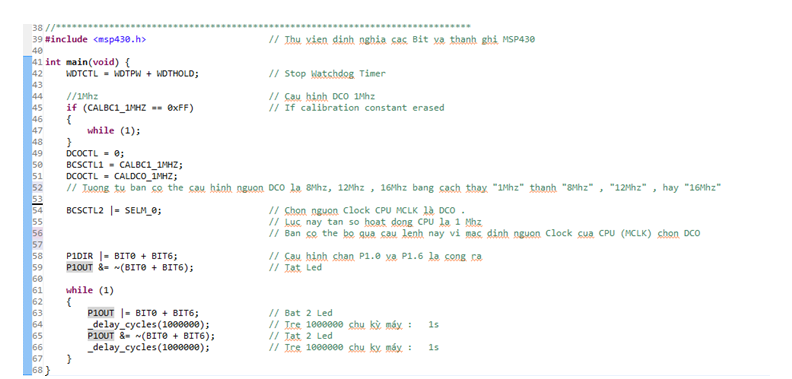 38 //***********************************************************************************
39 #include <msp430.h> // Thu vien dinh nghia cac Bit va thanh ghi MSP430
40
41 int main(void) {
42 WDTCTL = WDTPW + WDTHOLD; // Stop Watchdog Timer
43
44 //1Mhz // Cau hinh DCO 1Mhz
45 if (CALBC1_1MHZ == 0xFF) // If calibration constant erased
46 {
47 while (1);
48 }
49 DCOCTL = 0;
50 BCSCTL1 = CALBC1_1MHZ;
51 DCOCTL = CALDCO_1MHZ;
52 // Tuong tu ban co the cau hinh nguon DCO la 8Mhz, 12Mhz , 16Mhz bang cach thay "1Mhz" thanh "8Mhz" , "12Mhz" , hay "16Mhz"
53
54 BCSCTL2 |= SELM_0; // Chon nguon Clock CPU MCLK là DCO .
55 // Luc nay tan so hoat dong CPU la 1 Mhz
56 // Ban co the bo qua cau lenh nay vi mac dinh nguon Clock cua CPU (MCLK) chon DCO
57
58 P1DIR |= BIT0 + BIT6; // Cau hinh chan P1.0 va P1.6 la cong ra
59 P1OUT &= ~(BIT0 + BIT6); // Tat Led
60
61 while (1)
62 {
63 P1OUT |= BIT0 + BIT6; // Bat 2 Led
64 _delay_cycles(1000000); // Tre 1000000 chu kỳ máy : 1s
65 P1OUT &= ~(BIT0 + BIT6); // Tat 2 Led
66 _delay_cycles(1000000); // Tre 1000000 chu ky máy : 1s
67 }
68 }